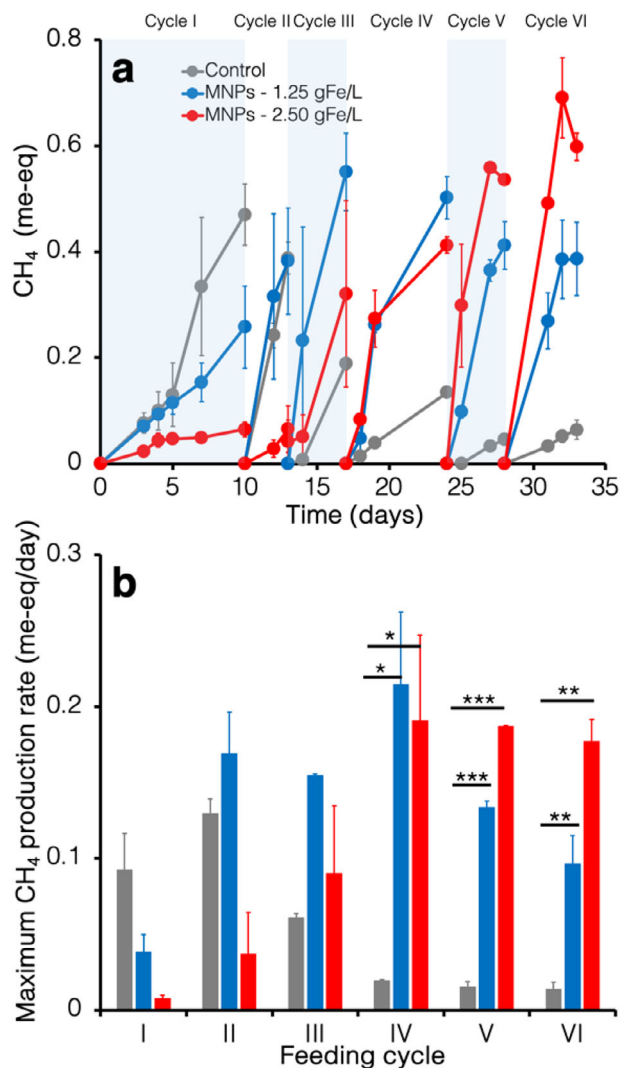 Cycle I Cycle II Cycle III Cycle IV Cycle V Cycle VI
0.8
a
Control
MNPs - 1.25 gFe/L
MNPs - 2.50 gFe/L
0.6
0.4
0.2
0
CH₄ (me-eq)
0 5 10 15 20 25 30 35
Time (days)
0.3
b
* 
*
***
***
**
**
0.2
0.1
0
Maximum CH₄ production rate (me-eq/day)
I II III IV V VI
Feeding cycle